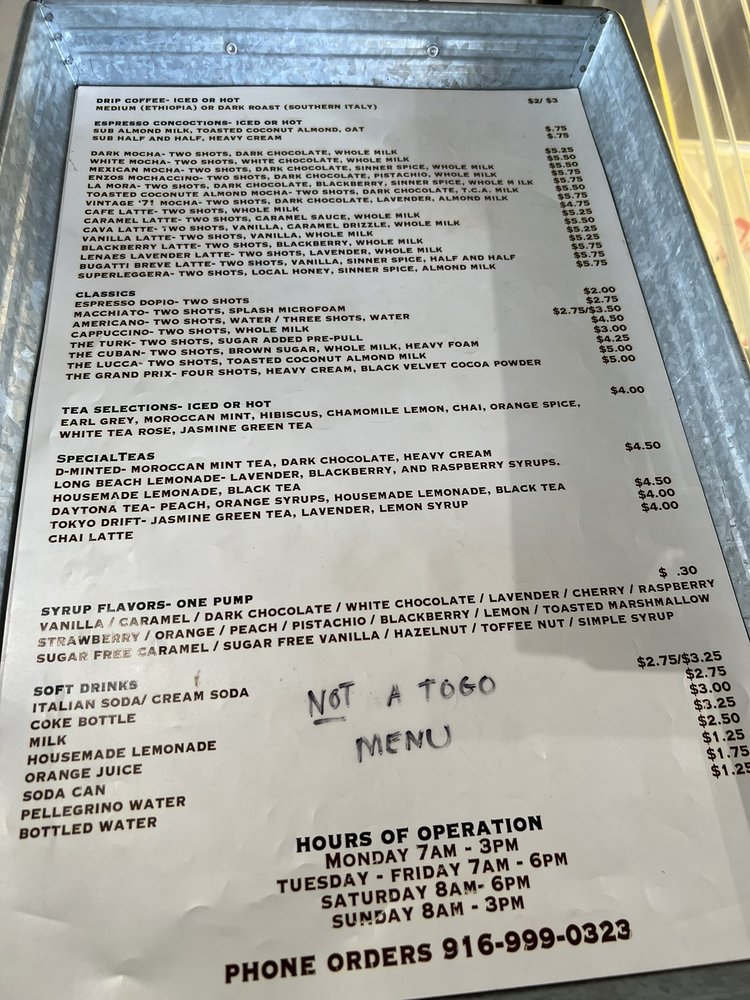 DRIP COFFEE- ICED OR HOT $2/ $3
MEDIUM (ETHIOPIA) OR DARK ROAST (SOUTHERN ITALY)
ESPRESSO CONCOCTIONS- ICED OR HOT
SUB ALMOND MILK, TOASTED COCONUT ALMOND, OAT $.75
SUB HALF AND HALF, HEAVY CREAM $.75
DARK MOCHA- TWO SHOTS, DARK CHOCOLATE, WHOLE MILK $5.25
WHITE MOCHA- TWO SHOTS, WHITE CHOCOLATE, WHOLE MILK $5.50
MEXICAN MOCHA- TWO SHOTS, DARK CHOCOLATE, SINNER SPICE, WHOLE MILK $5.50
ENZOS MOCHACCINO- TWO SHOTS, DARK CHOCOLATE, PISTACHIO, WHOLE MILK $5.75
LA MORA- TWO SHOTS, DARK CHOCOLATE, BLACKBERRY, SINNER SPICE, WHOLE M ILK $5.75
TOASTED COCONUTE ALMOND MOCHA- TWO SHOTS, DARK CHOCOLATE, T.C.A. MILK $5.50
VINTAGE '71 MOCHA- TWO SHOTS, DARK CHOCOLATE, LAVENDER, ALMOND MILK $5.75
CAFE LATTE- TWO SHOTS, WHOLE MILK $4.75
CARAMEL LATTE- TWO SHOTS, CARAMEL SAUCE, WHOLE MILK $5.25
CAVA LATTE- TWO SHOTS, VANILLA, CARAMEL DRIZZLE, WHOLE MILK $5.50
VANILLA LATTE- TWO SHOTS, VANILLA, WHOLE MILK $5.25
BLACKBERRY LATTE- TWO SHOTS, BLACKBERRY, WHOLE MILK $5.25
LENAES LAVENDER LATTE- TWO SHOTS, LAVENDER, WHOLE MILK $5.75
BUGATTI BREVE LATTE- TWO SHOTS, VANILLA, SINNER SPICE, HALF AND HALF $5.75
SUPERLEGGERA- TWO SHOTS, LOCAL HONEY, SINNER SPICE, ALMOND MILK $5.75
CLASSICS
ESPRESSO DOPIO- TWO SHOTS $2.00
MACCHIATO- TWO SHOTS, SPLASH MICROFOAM $2.75
AMERICANO- TWO SHOTS, WATER / THREE SHOTS, WATER $2.75/$3.50
CAPPUCCINO- TWO SHOTS, WHOLE MILK $4.50
THE TURK- TWO SHOTS, SUGAR ADDED PRE-PULL $3.00
THE CUBAN- TWO SHOTS, BROWN SUGAR, WHOLE MILK, HEAVY FOAM $4.25
THE LUCCA- TWO SHOTS, TOASTED COCONUT ALMOND MILK $5.00
THE GRAND PRIX- FOUR SHOTS, HEAVY CREAM, BLACK VELVET COCOA POWDER $5.00
TEA SELECTIONS- ICED OR HOT $4.00
EARL GREY, MOROCCAN MINT, HIBISCUS, CHAMOMILE LEMON, CHAI, ORANGE SPICE,
WHITE TEA ROSE, JASMINE GREEN TEA
SPECIALTEAS
D-MINTED- MOROCCAN MINT TEA, DARK CHOCOLATE, HEAVY CREAM $4.50
LONG BEACH LEMONADE- LAVENDER, BLACKBERRY, AND RASPBERRY SYRUPS.
HOUSEMADE LEMONADE, BLACK TEA
DAYTONA TEA- PEACH, ORANGE SYRUPS, HOUSEMADE LEMONADE, BLACK TEA $4.50
TOKYO DRIFT- JASMINE GREEN TEA, LAVENDER, LEMON SYRUP $4.00
CHAI LATTE $4.00
SYRUP FLAVORS- ONE PUMP $ .30
VANILLA / CARAMEL / DARK CHOCOLATE / WHITE CHOCOLATE / LAVENDER / CHERRY / RASPBERRY
STRAWBERRY / ORANGE / PEACH / PISTACHIO / BLACKBERRY / LEMON / TOASTED MARSHMALLOW
SUGAR FREE CARAMEL / SUGAR FREE VANILLA / HAZELNUT / TOFFEE NUT / SIMPLE SYRUP
SOFT DRINKS
ITALIAN SODA/ CREAM SODA $2.75/$3.25
COKE BOTTLE $2.75
MILK $3.00
HOUSEMADE LEMONADE $3.25
ORANGE JUICE $2.50
SODA CAN $1.25
PELLEGRINO WATER $1.75
BOTTLED WATER $1.25
NOT A TOGO
MENU
HOURS OF OPERATION
MONDAY 7AM - 3PM
TUESDAY - FRIDAY 7AM - 6PM
SATURDAY 8AM- 6PM
SUNDAY 8AM - 3PM
PHONE ORDERS 916-999-0323